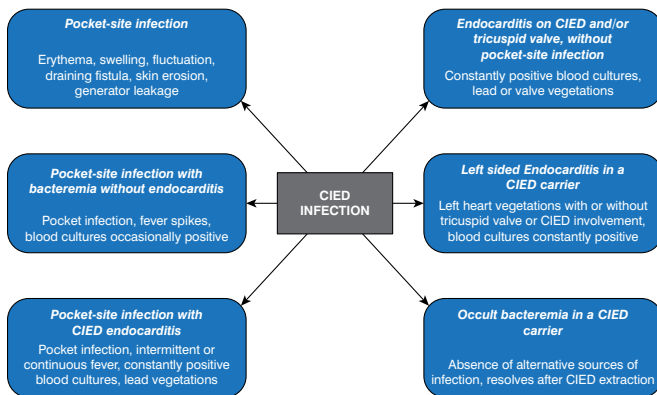 Pocket-site infection
Erythema, swelling, fluctuation,
draining fistula, skin erosion,
generator leakage
Endocarditis on CIED and/or
tricuspid valve, without
pocket-site infection
Constantly positive blood cultures,
lead or valve vegetations
Pocket-site infection with
bacteremia without endocarditis
Pocket infection, fever spikes,
blood cultures occasionally positive
CIED
INFECTION
Left sided Endocarditis in a
CIED carrier
Left heart vegetations with or without
tricuspid valve or CIED involvement,
blood cultures constantly positive
Pocket-site infection with
CIED endocarditis
Pocket infection, intermittent or
continuous fever, constantly positive
blood cultures, lead vegetations
Occult bacteremia in a CIED
carrier
Absence of alternative sources of
infection, resolves after CIED extraction